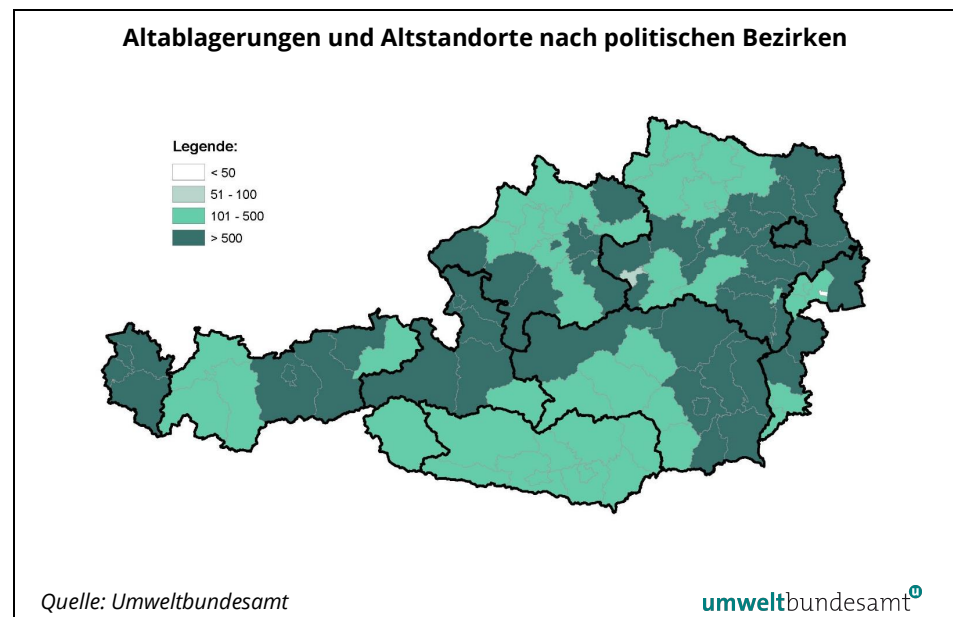 Altablagerungen und Altstandorte nach politischen Bezirken
Legende:
< 50
51 - 100
101 - 500
> 500
Quelle: Umweltbundesamt
umweltbundesamt u